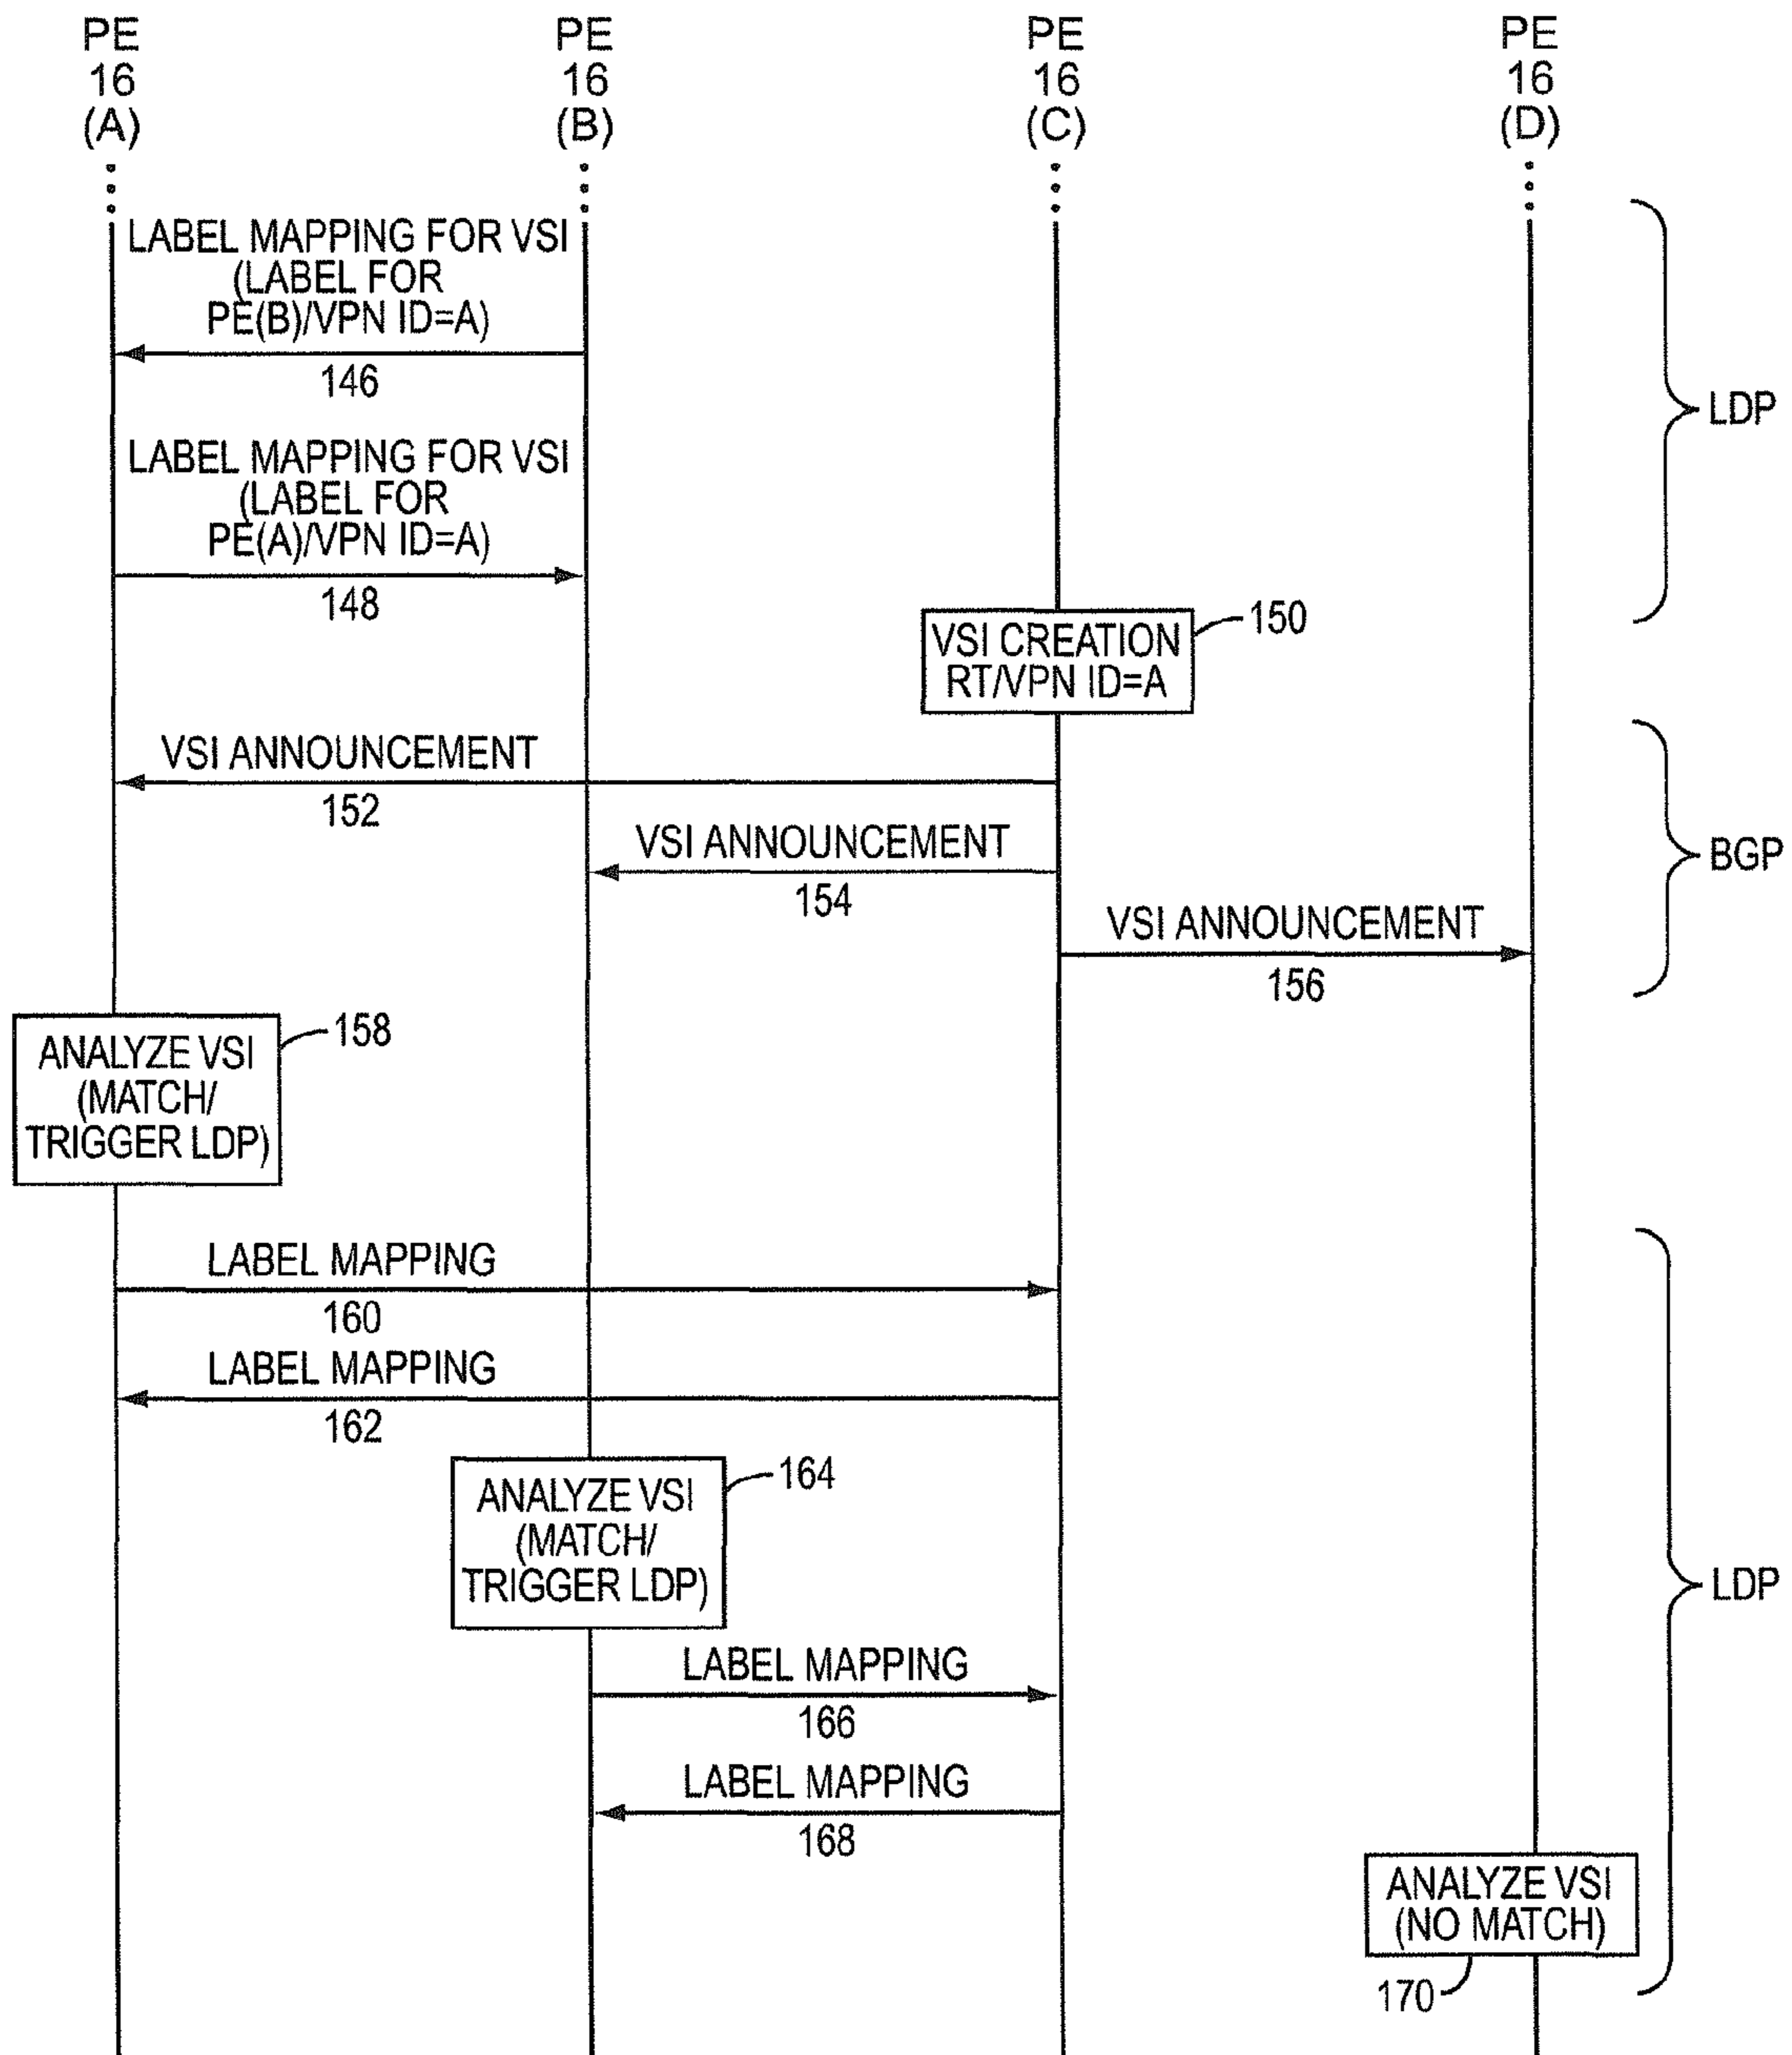 PE
16
(A)
PE
16
(B)
PE
16
(C)
PE
16
(D)
LABEL MAPPING FOR VSI
(LABEL FOR
PE(B)/VPN ID=A)
146
LABEL MAPPING FOR VSI
(LABEL FOR
PE(A)/VPN ID=A)
148
LDP
VSI CREATION
RT/VPN ID=A
150
VSI ANNOUNCEMENT
152
VSI ANNOUNCEMENT
154
VSI ANNOUNCEMENT
156
BGP
ANALYZE VSI
(MATCH/
TRIGGER LDP)
158
LABEL MAPPING
160
LABEL MAPPING
162
ANALYZE VSI
(MATCH/
TRIGGER LDP)
164
LDP
LABEL MAPPING
166
LABEL MAPPING
168
ANALYZE VSI
(NO MATCH)
170